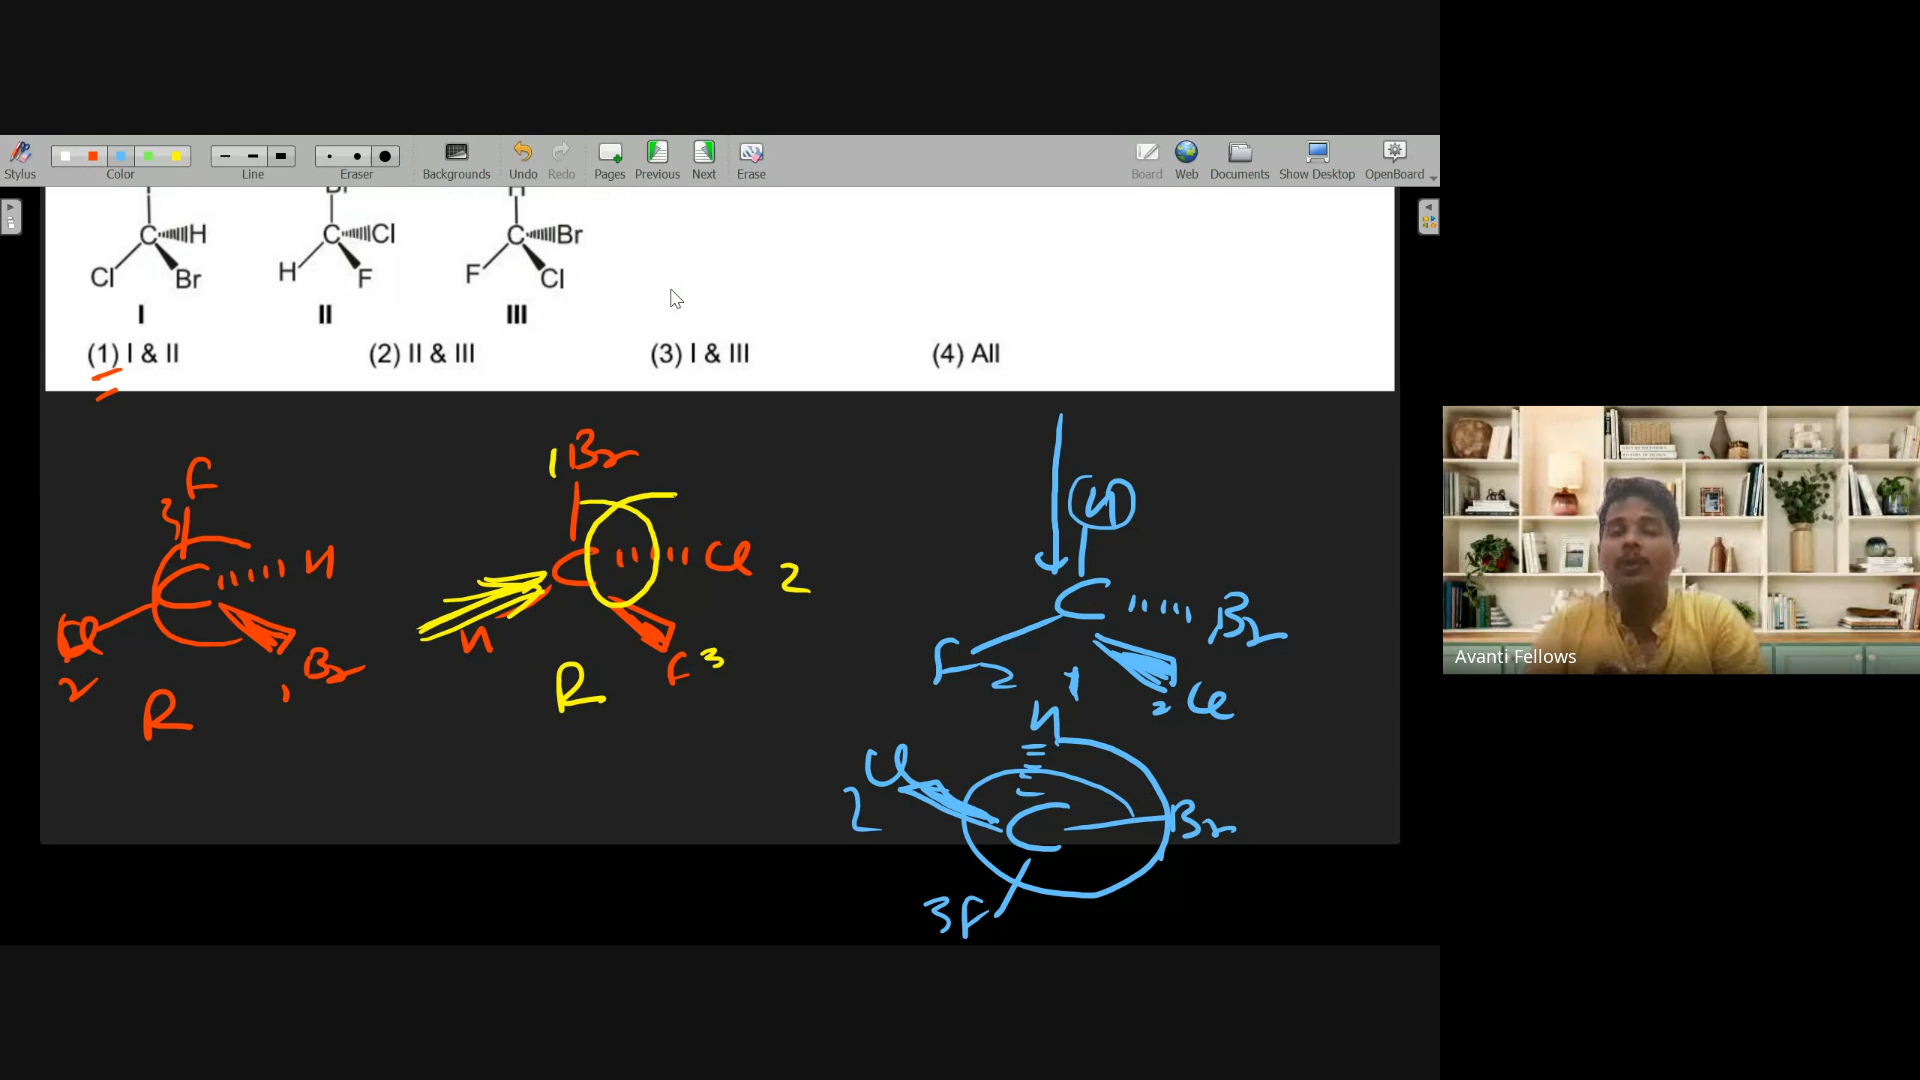 Stylus Color Line Eraser Backgrounds Undo Redo Pages Previous Next Erase Board Web Documents Show Desktop OpenBoard
Br H
C H C Cl C Br
Cl Br H F F Cl
I II III
(1) I & II (2) II & III (3) I & III (4) All
F 1 Br H
3 C H C Cl 2 C Br
Cl 2 Br 1 R
H F 3 R
F 2 1 2 Cl
H
Cl 2 C Br
3 F
Avanti Fellows